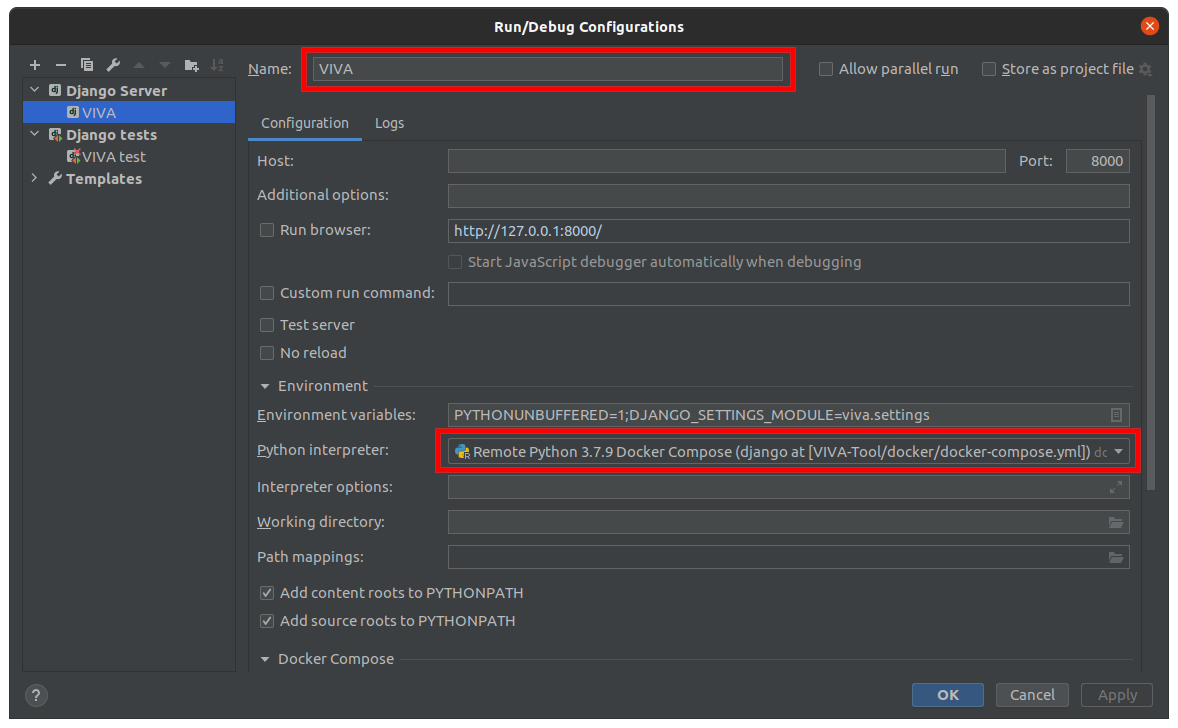 Run/Debug Configurations
Name: VIVA
Allow parallel run
Store as project file
Django Server
VIVA
Django tests
VIVA test
Templates
Configuration Logs
Host: Port: 8000
Additional options:
Run browser: http://127.0.0.1:8000/
Start JavaScript debugger automatically when debugging
Custom run command:
Test server
No reload
Environment
Environment variables: PYTHONUNBUFFERED=1;DJANGO_SETTINGS_MODULE=viva.settings
Python interpreter: Remote Python 3.7.9 Docker Compose (django at [VIVA-Tool/docker/docker-compose.yml])
Interpreter options:
Working directory:
Path mappings:
Add content roots to PYTHONPATH
Add source roots to PYTHONPATH
Docker Compose
? OK Cancel Apply